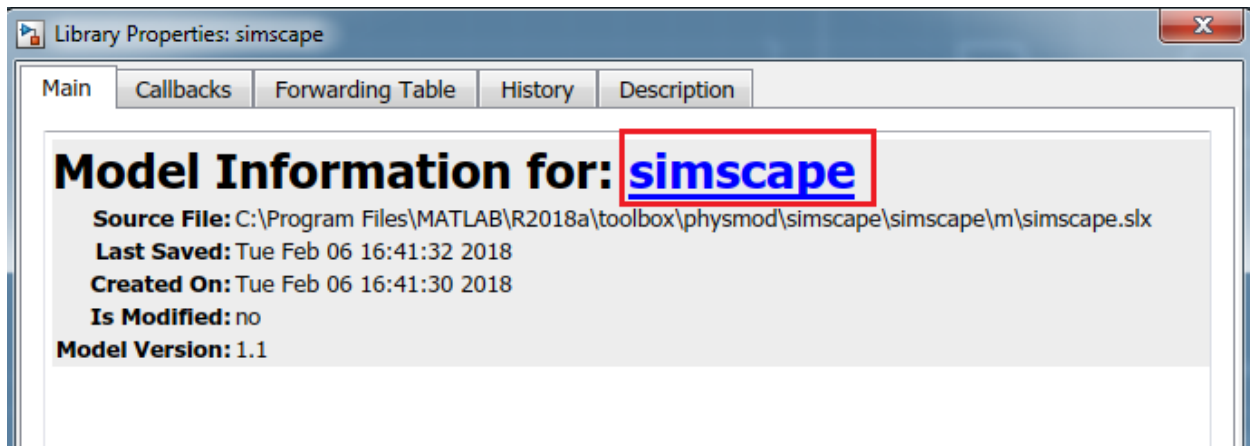 Library Properties: simscape
Main Callbacks Forwarding Table History Description
Model Information for: simscape
Source File: C:\Program Files\MATLAB\R2018a\toolbox\physmod\simscape\simscape\m\simscape.slx
Last Saved: Tue Feb 06 16:41:32 2018
Created On: Tue Feb 06 16:41:30 2018
Is Modified: no
Model Version: 1.1